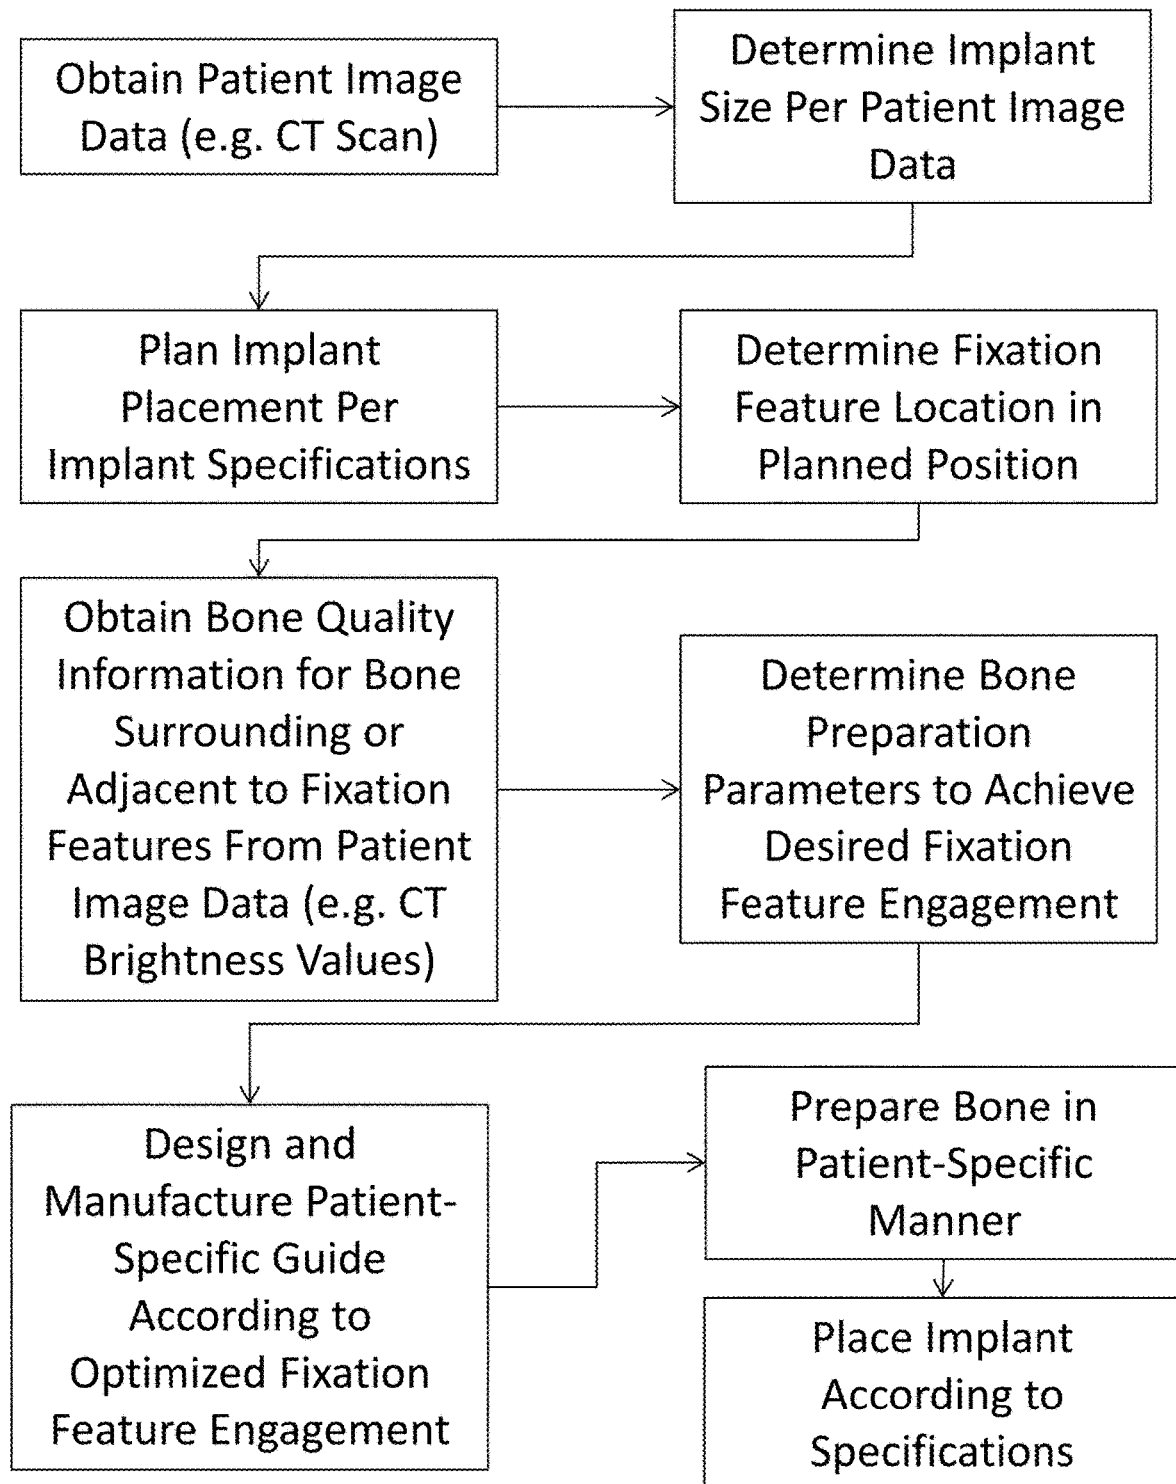 Obtain Patient Image
Data (e.g. CT Scan)
Determine Implant
Size Per Patient Image
Data
Plan Implant
Placement Per
Implant Specifications
Determine Fixation
Feature Location in
Planned Position
Obtain Bone Quality
Information for Bone
Surrounding or
Adjacent to Fixation
Features From Patient
Image Data (e.g. CT
Brightness Values)
Determine Bone
Preparation
Parameters to Achieve
Desired Fixation
Feature Engagement
Design and
Manufacture Patient-
Specific Guide
According to
Optimized Fixation
Feature Engagement
Prepare Bone in
Patient-Specific
Manner
Place Implant
According to
Specifications